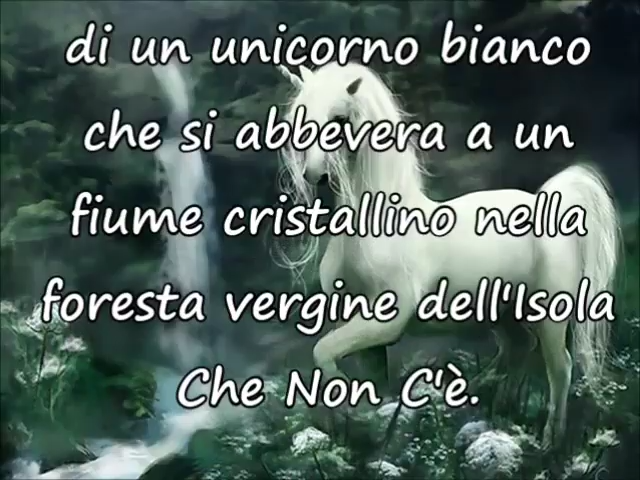 di un unicorno bianco
che si abbevera a un
fiume cristallino nella
foresta vergine dell'Isola
Che Non C'è.